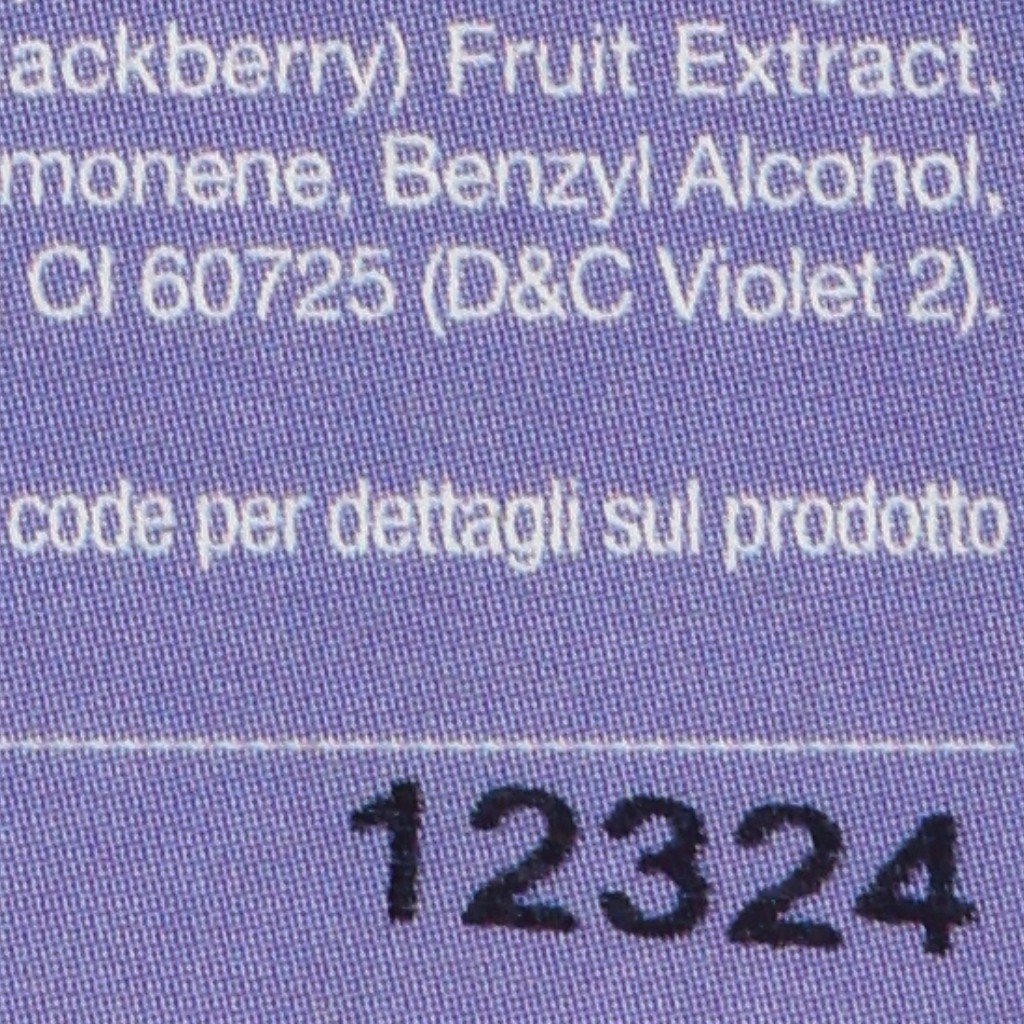 ackberry) Fruit Extract,
monene, Benzyl Alcohol,
CI 60725 (D&C Violet 2).
code per dettagli sul prodotto
12324